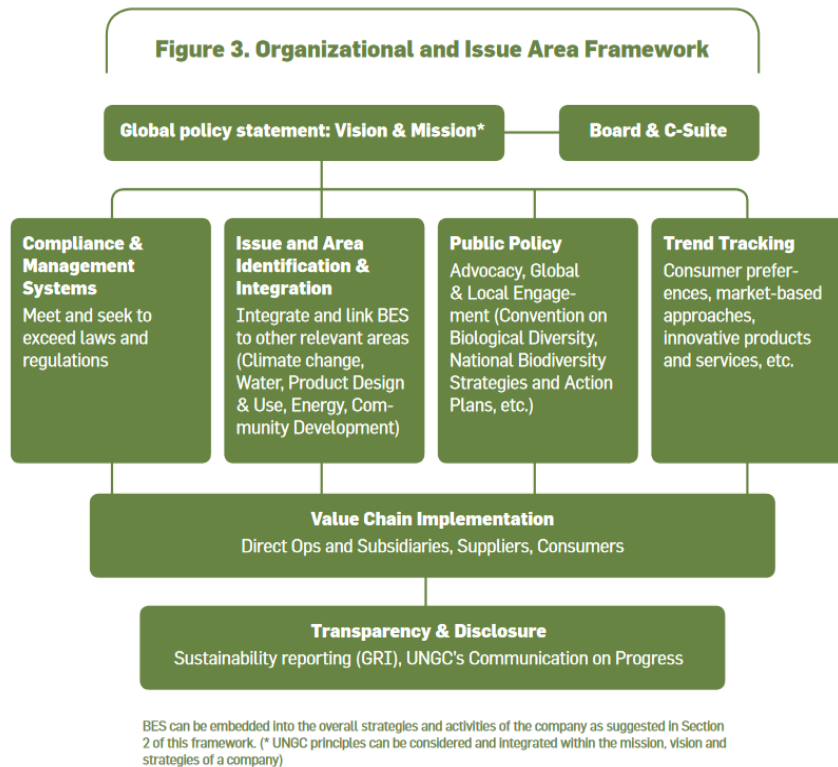 Figure 3. Organizational and Issue Area Framework
Global policy statement: Vision & Mission*
Board & C-Suite
Compliance &
Management
Systems
Meet and seek to
exceed laws and
regulations
Issue and Area
Identification &
Integration
Integrate and link BES
to other relevant areas
(Climate change,
Water, Product Design
& Use, Energy, Com-
munity Development)
Public Policy
Advocacy, Global
& Local Engage-
ment (Convention on
Biological Diversity,
National Biodiversity
Strategies and Action
Plans, etc.)
Trend Tracking
Consumer prefer-
ences, market-based
approaches,
innovative products
and services, etc.
Value Chain Implementation
Direct Ops and Subsidiaries, Suppliers, Consumers
Transparency & Disclosure
Sustainability reporting (GRI), UNGC's Communication on Progress
BES can be embedded into the overall strategies and activities of the company as suggested in Section
2 of this framework. (* UNGC principles can be considered and integrated within the mission, vision and
strategies of a company)